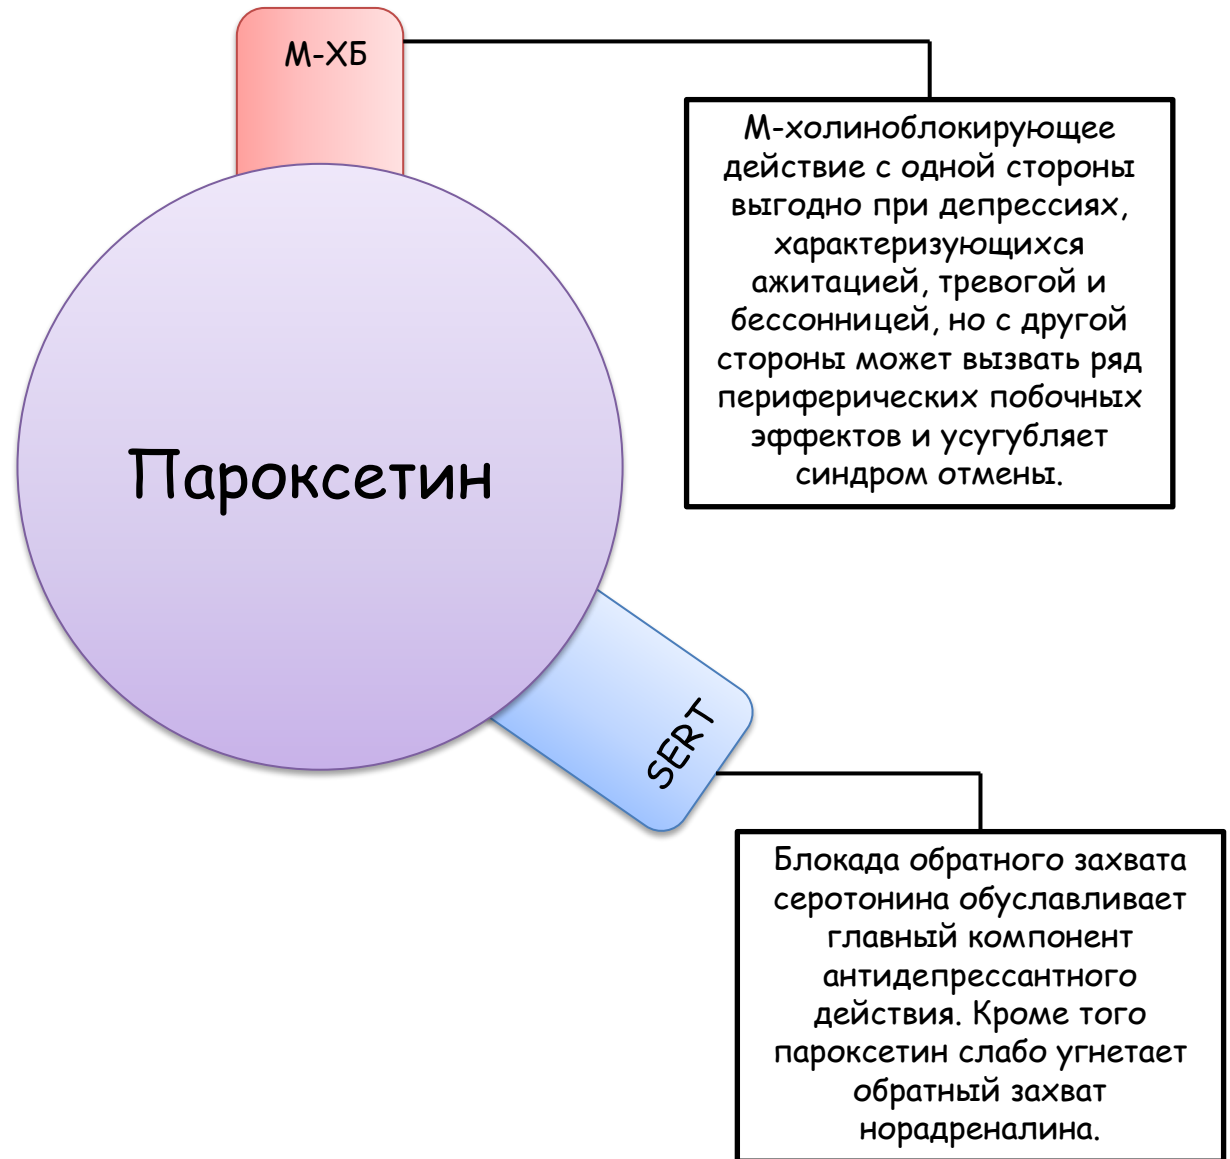 М-ХБ
М-холиноблокирующее
действие с одной стороны
выгодно при депрессиях,
характеризующихся
ажитацией, тревогой и
бессонницей, но с другой
стороны может вызвать ряд
периферических побочных
эффектов и усугубляет
синдром отмены.
Пароксетин
SERT
Блокада обратного захвата
серотонина обуславливает
главный компонент
антидепрессантного
действия. Кроме того
пароксетин слабо угнетает
обратный захват
норадреналина.